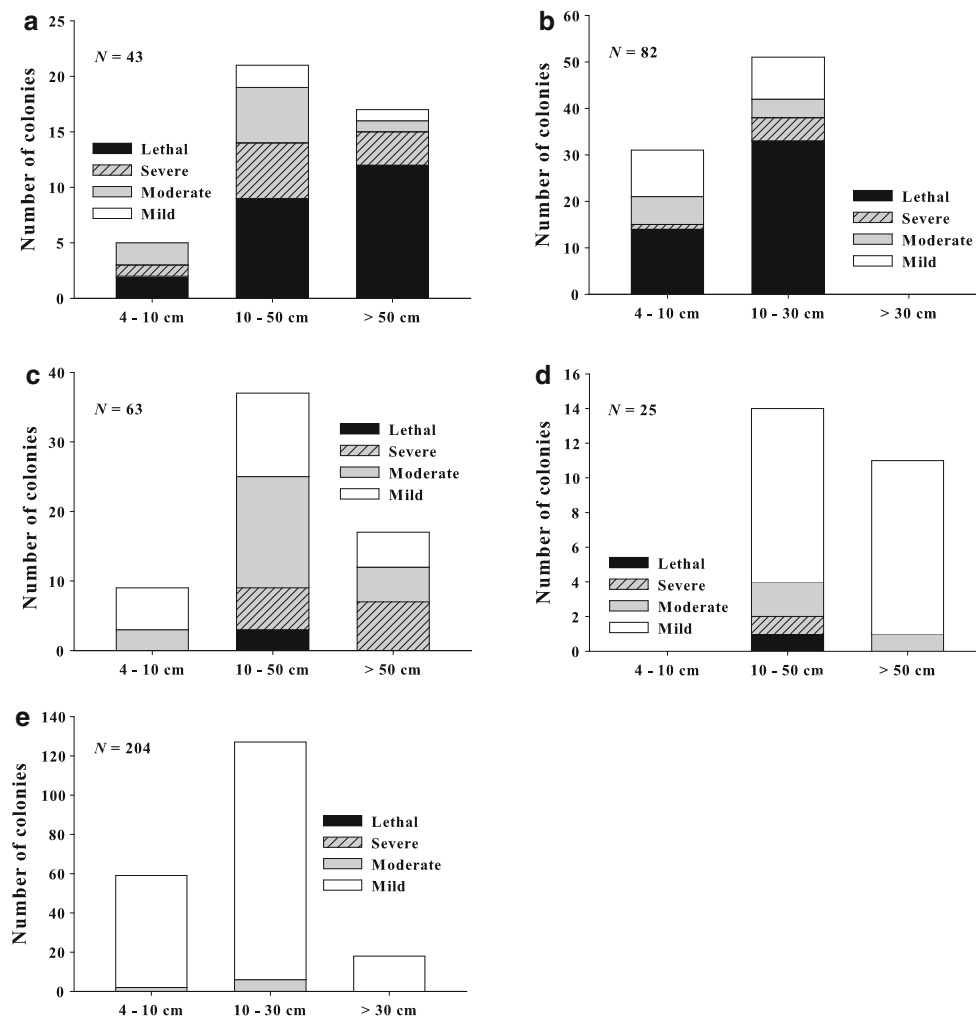 a
Number of colonies
25
20
15
10
5
0
N = 43
Lethal
Severe
Moderate
Mild
4 - 10 cm
10 - 50 cm
> 50 cm
b
Number of colonies
60
50
40
30
20
10
0
N = 82
Lethal
Severe
Moderate
Mild
4 - 10 cm
10 - 30 cm
> 30 cm
c
Number of colonies
40
30
20
10
0
N = 63
Lethal
Severe
Moderate
Mild
4 - 10 cm
10 - 50 cm
> 50 cm
d
Number of colonies
16
14
12
10
8
6
4
2
0
N = 25
Lethal
Severe
Moderate
Mild
4 - 10 cm
10 - 50 cm
> 50 cm
e
Number of colonies
140
120
100
80
60
40
20
0
N = 204
Lethal
Severe
Moderate
Mild
4 - 10 cm
10 - 30 cm
> 30 cm